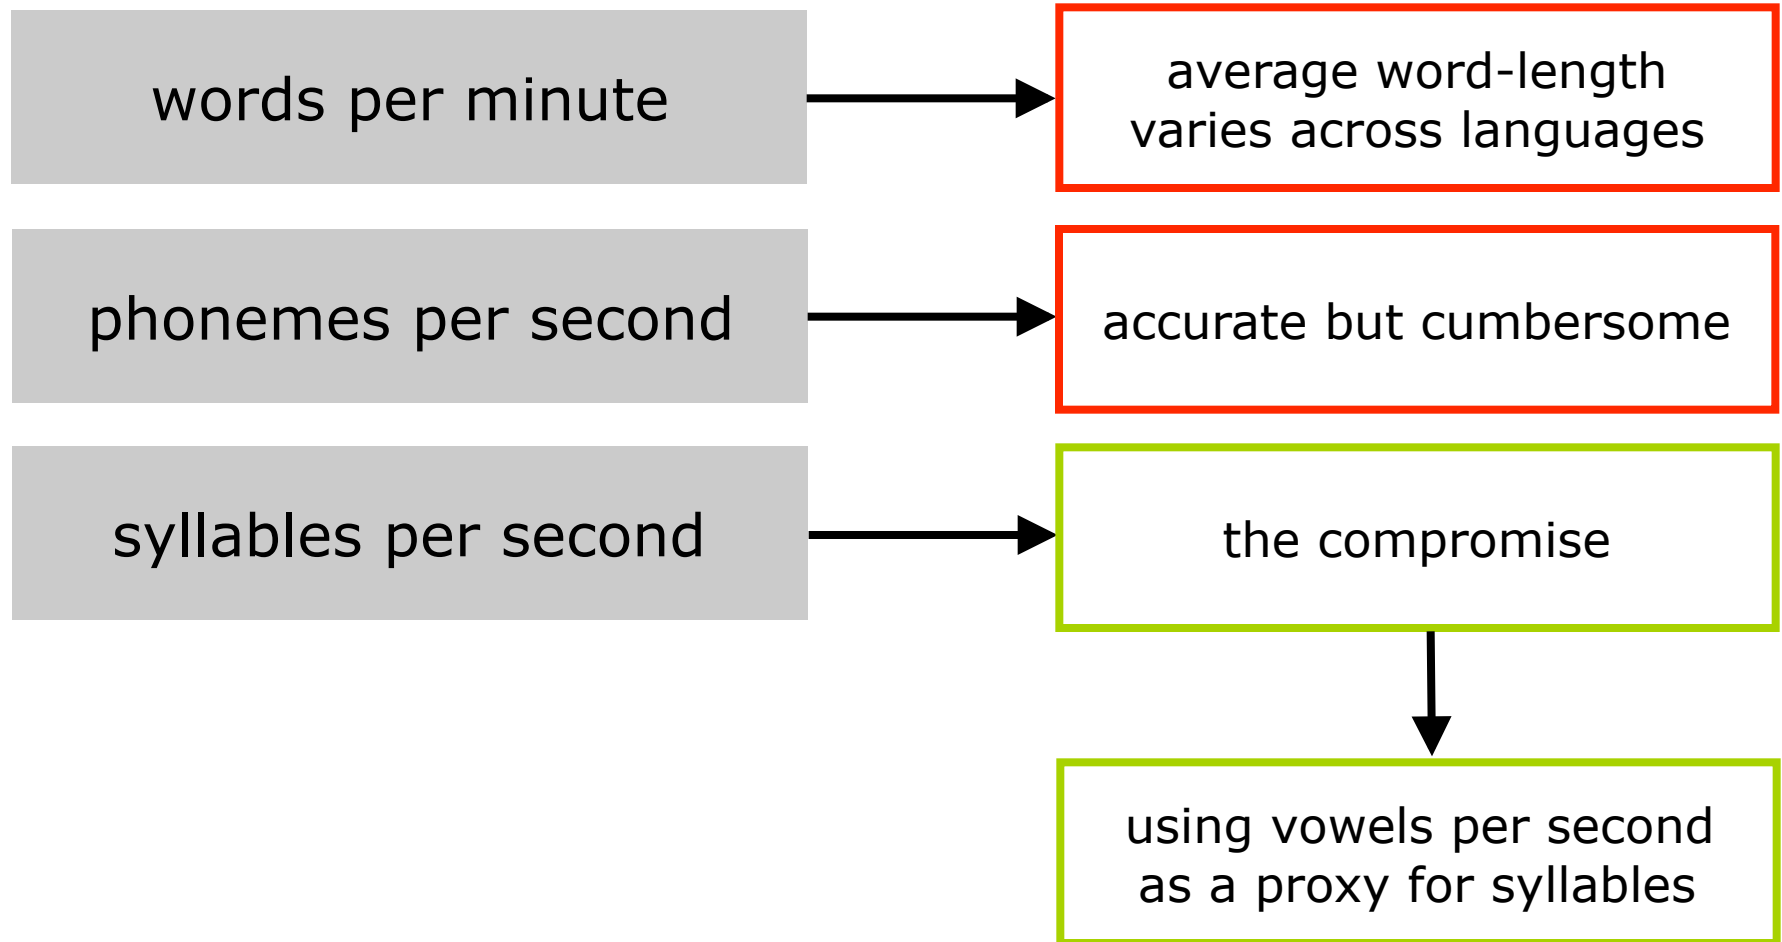 words per minute
average word-length
varies across languages
phonemes per second
accurate but cumbersome
syllables per second
the compromise
using vowels per second
as a proxy for syllables